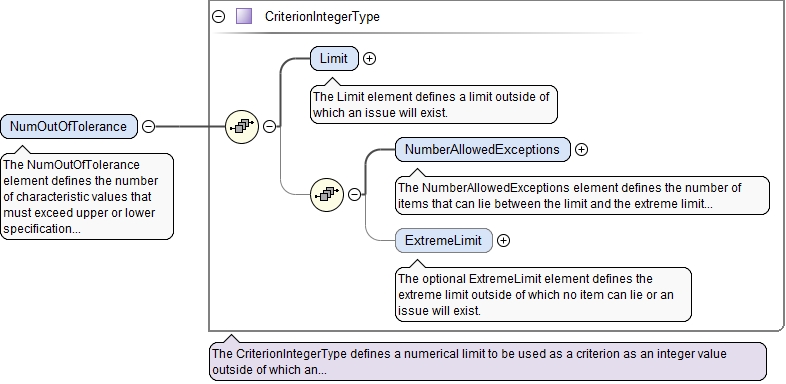 CriterionIntegerType
Limit
The Limit element defines a limit outside of
which an issue will exist.
NumOutOfTolerance
The NumOutOfTolerance
element defines the number
of characteristic values that
must exceed upper or lower
specification...
NumberAllowedExceptions
The NumberAllowedExceptions element defines the number of
items that can lie between the limit and the extreme limit...
ExtremeLimit
The optional ExtremeLimit element defines the
extreme limit outside of which no item can lie or an
issue will exist.
The CriterionIntegerType defines a numerical limit to be used as a criterion as an integer value
outside of which an...